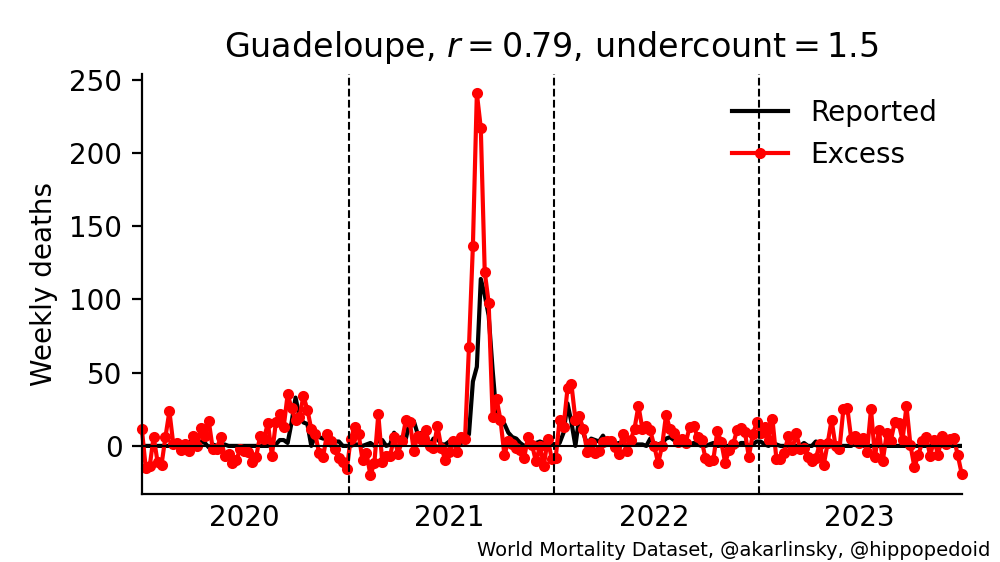 Guadeloupe, r = 0.79, undercount = 1.5
250
200
150
100
50
0
Weekly deaths
Reported
Excess
2020
2021
2022
2023
World Mortality Dataset, @akarlinsky, @hippopedoid